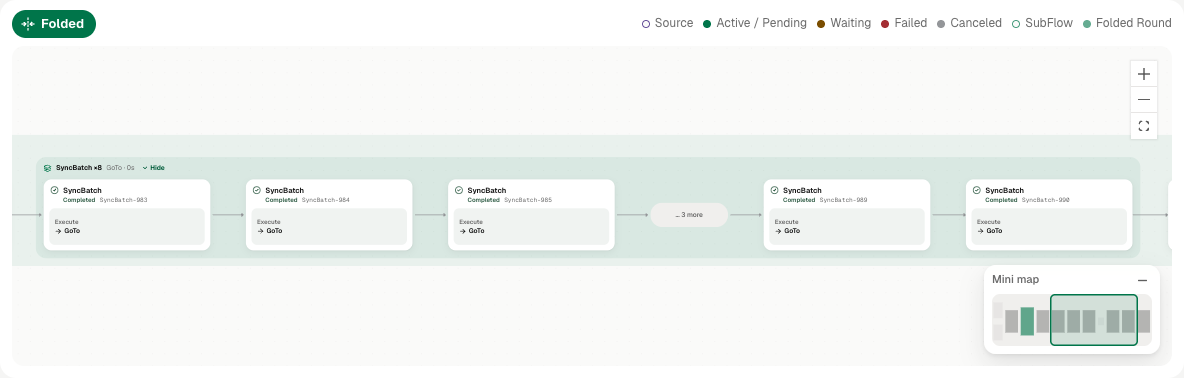 Folded
Source
Active / Pending
Waiting
Failed
Canceled
SubFlow
Folded Round
SyncBatch ×8 GoTo · 0s Hide
SyncBatch
Completed SyncBatch-983
Execute
→ GoTo
SyncBatch
Completed SyncBatch-984
Execute
→ GoTo
SyncBatch
Completed SyncBatch-985
Execute
→ GoTo
… 3 more
SyncBatch
Completed SyncBatch-989
Execute
→ GoTo
SyncBatch
Completed SyncBatch-990
Execute
→ GoTo
Mini map